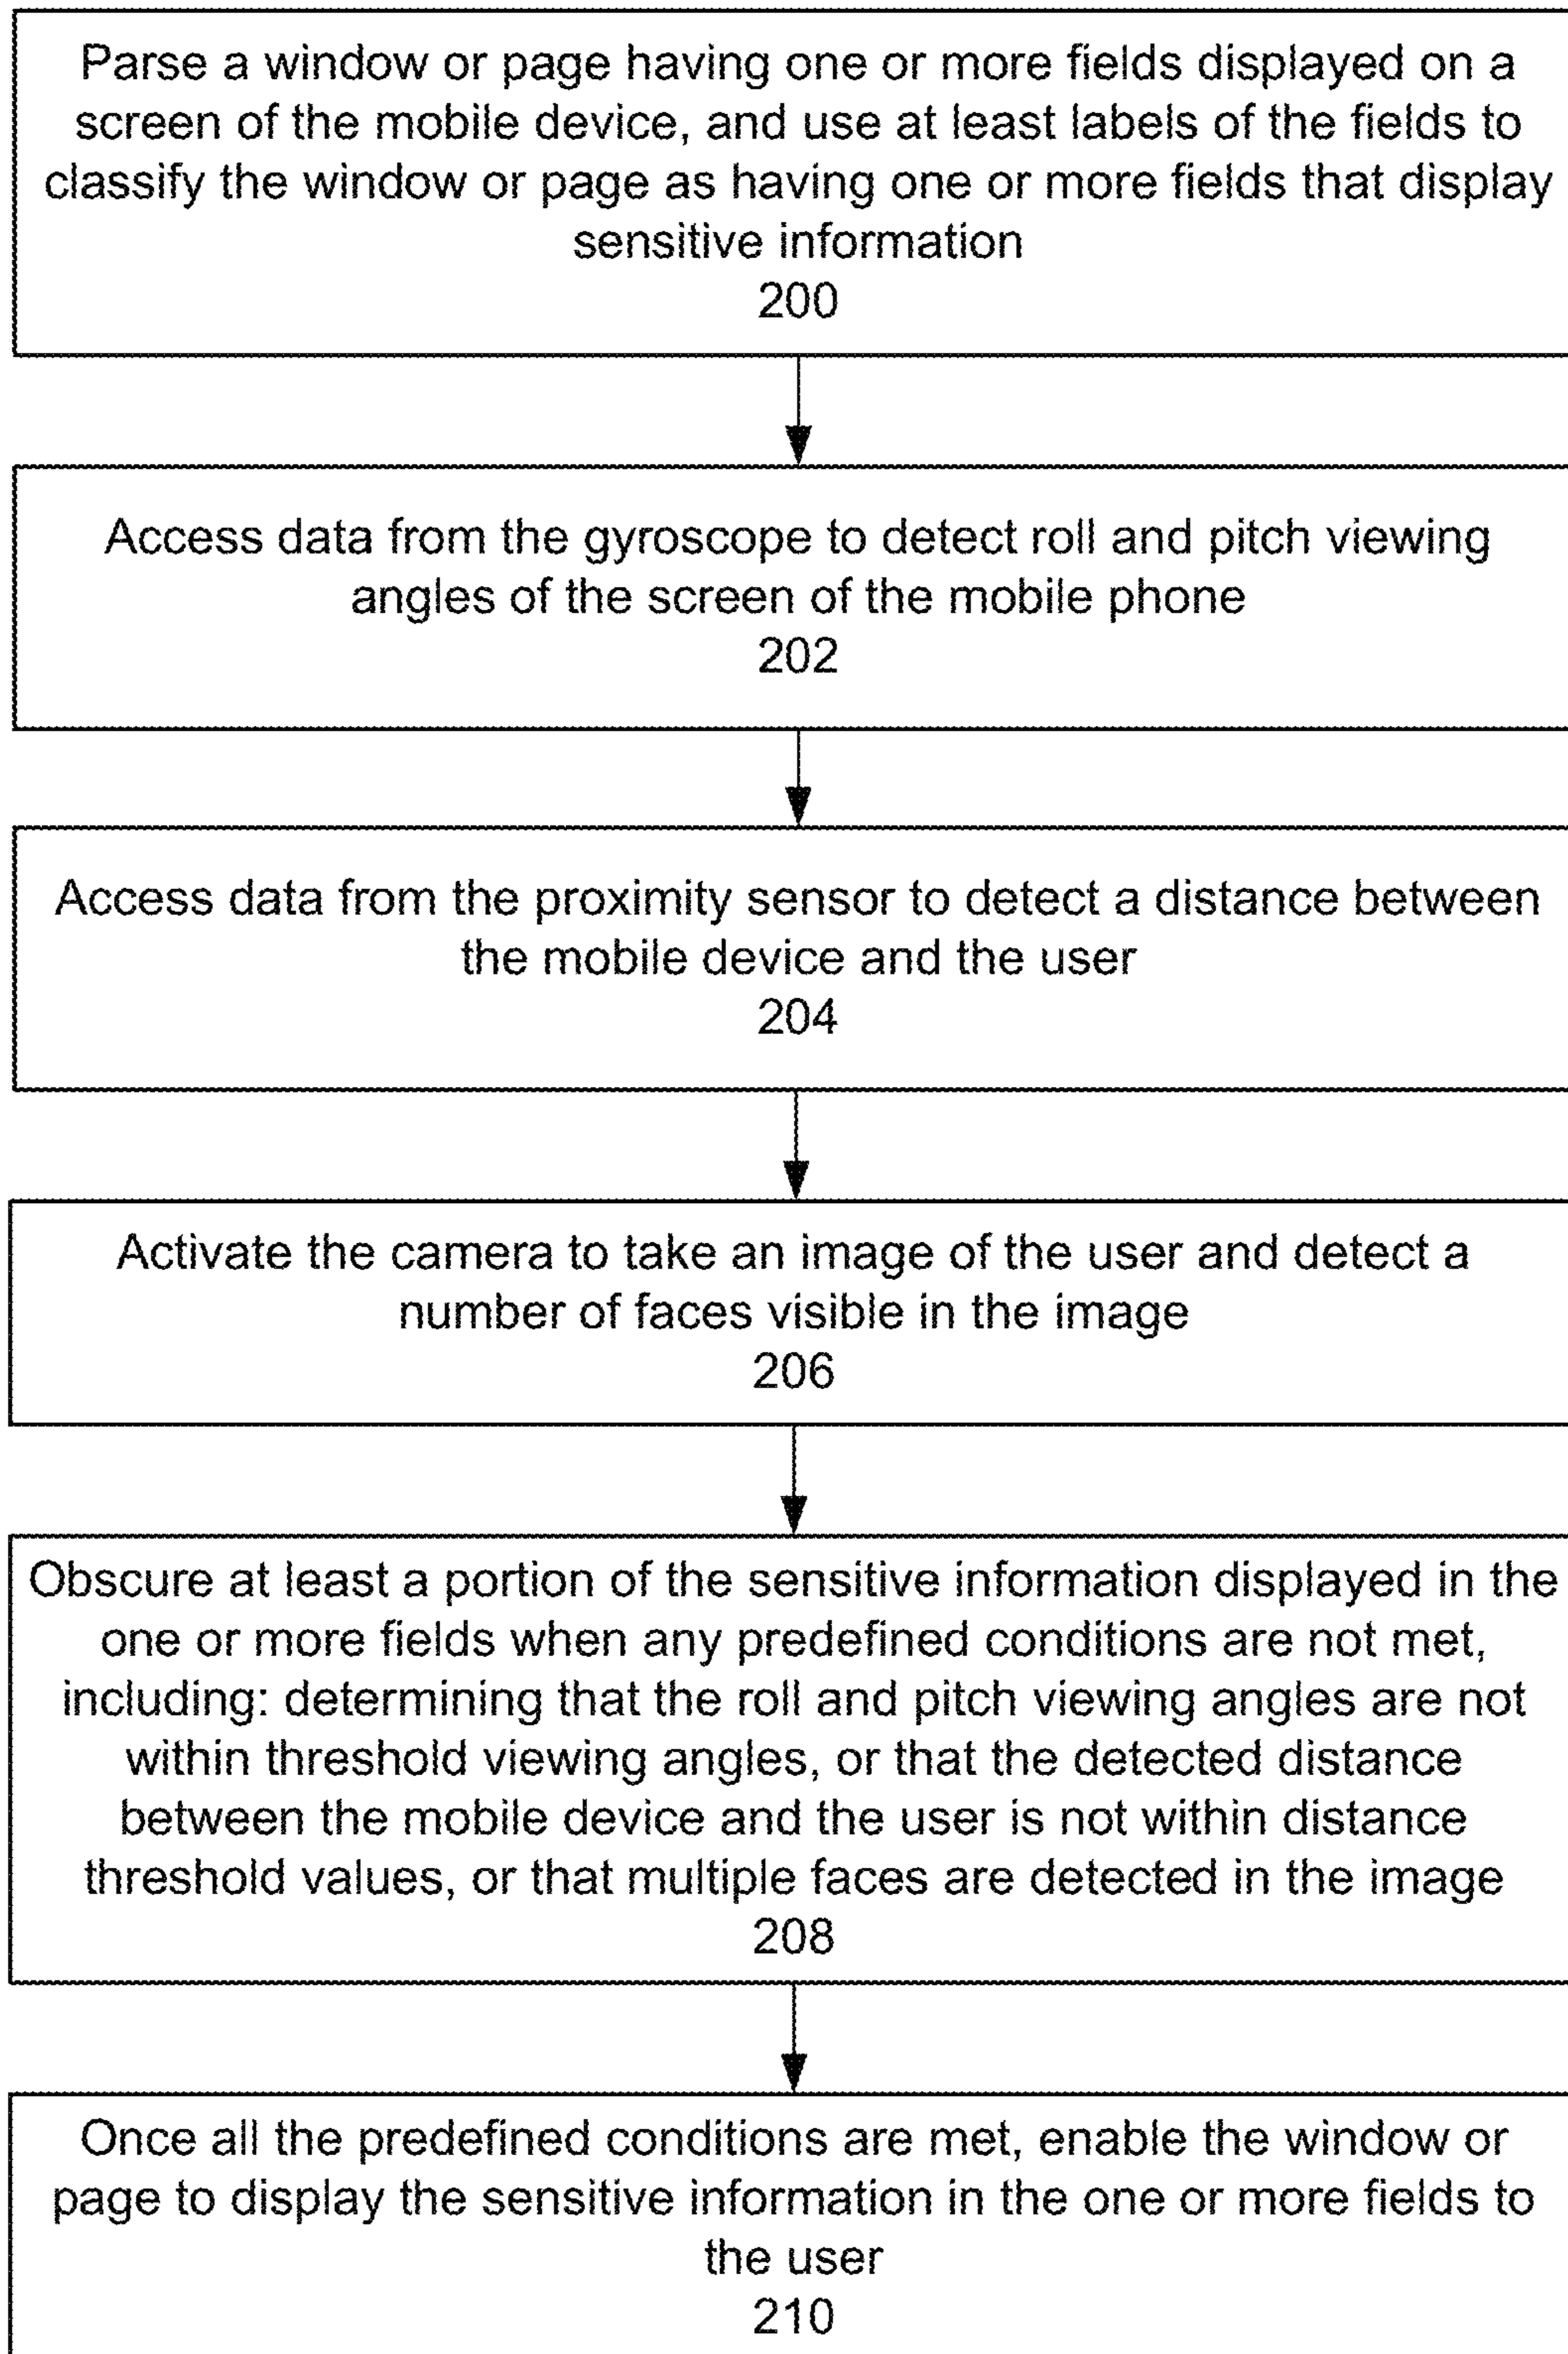 Parse a window or page having one or more fields displayed on a
screen of the mobile device, and use at least labels of the fields to
classify the window or page as having one or more fields that display
sensitive information
200
Access data from the gyroscope to detect roll and pitch viewing
angles of the screen of the mobile phone
202
Access data from the proximity sensor to detect a distance between
the mobile device and the user
204
Activate the camera to take an image of the user and detect a
number of faces visible in the image
206
Obscure at least a portion of the sensitive information displayed in the
one or more fields when any predefined conditions are not met,
including: determining that the roll and pitch viewing angles are not
within threshold viewing angles, or that the detected distance
between the mobile device and the user is not within distance
threshold values, or that multiple faces are detected in the image
208
Once all the predefined conditions are met, enable the window or
page to display the sensitive information in the one or more fields to
the user
210